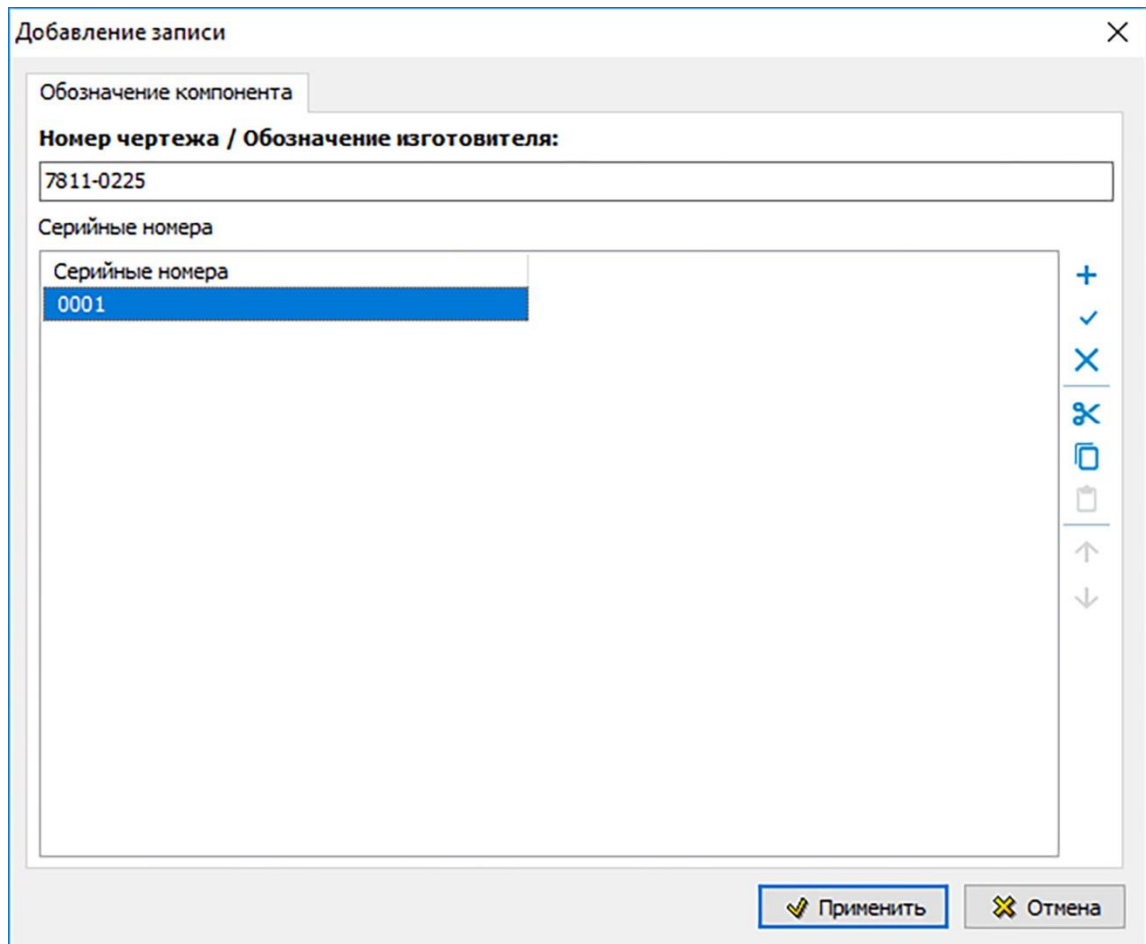 Добавление записи
Обозначение компонента
Номер чертежа / Обозначение изготовителя:
7811-0225
Серийные номера
Серийные номера
0001
Применить
Отмена